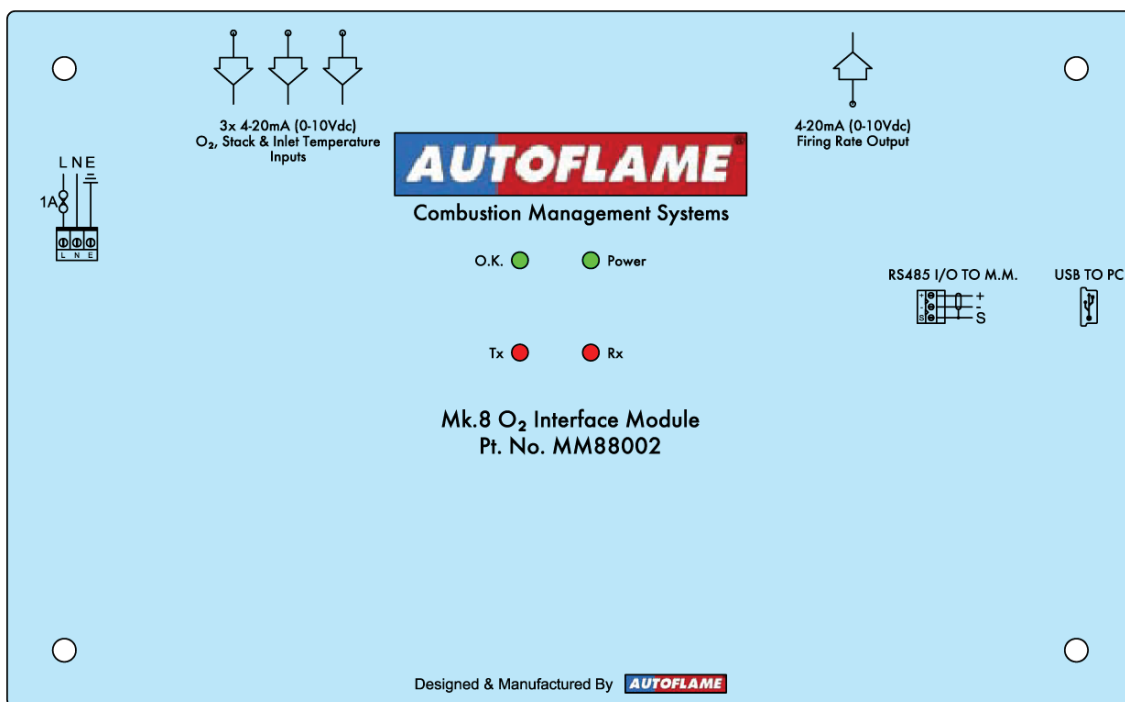 3x 4-20mA (0-10Vdc)
O₂, Stack & Inlet Temperature
Inputs
4-20mA (0-10Vdc)
Firing Rate Output
AUTOFLAME®
Combustion Management Systems
L N E
1A
L N E
O.K.
Power
RS485 I/O TO M.M.
USB TO PC
+ +
- -
S S
Tx
Rx
Mk.8 O₂ Interface Module
Pt. No. MM88002
Designed & Manufactured By AUTOFLAME